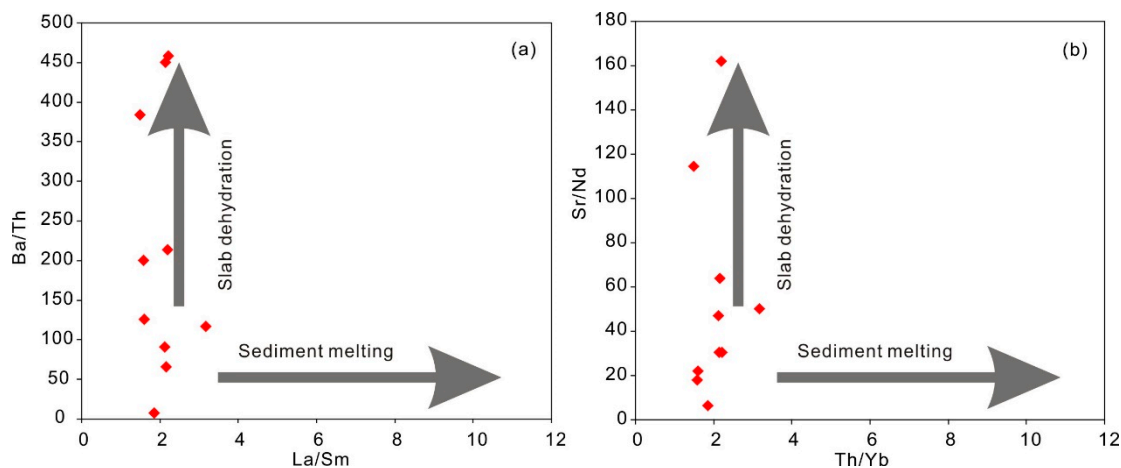 (a)
500
450
400
350
300
250
200
150
100
50
0
Ba/Th
Slab dehydration
Sediment melting
0 2 4 6 8 10 12
La/Sm
(b)
180
160
140
120
100
80
60
40
20
0
Sr/Nd
Slab dehydration
Sediment melting
0 2 4 6 8 10 12
Th/Yb